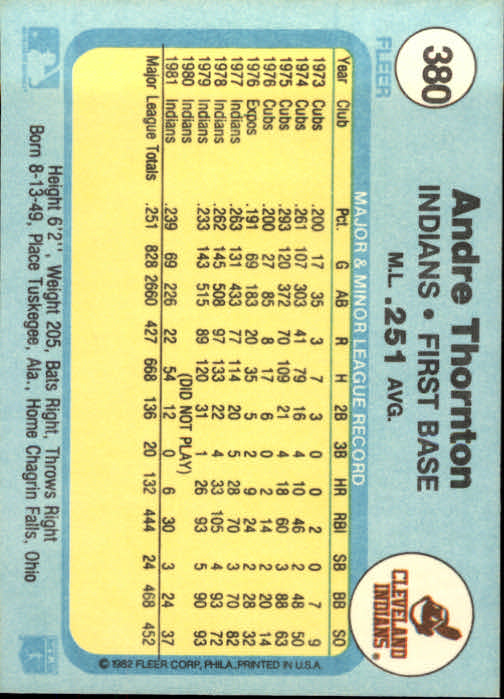 380
FLEER
Andre Thornton
INDIANS • FIRST BASE
M.L. .251 AVG.
CLEVELAND
INDIANS
MAJOR & MINOR LEAGUE RECORD
Year Club Pct. G AB R H 2B 3B HR RBI SB BB SO
1973 Cubs .200 17 35 3 7 3 0 0 2 0 7 9
1974 Cubs .261 107 303 41 79 16 4 10 46 2 48 50
1975 Cubs .293 120 372 70 109 21 4 18 60 3 88 63
1976 Cubs .200 27 85 8 17 6 0 2 14 2 20 14
1976 Expos .191 69 183 20 35 5 2 9 24 2 28 32
1977 Indians .263 131 433 77 114 20 5 28 70 3 70 82
1978 Indians .262 145 508 97 133 22 4 33 105 4 93 72
1979 Indians .233 143 515 89 120 31 1 26 93 5 90 93
1980 Indians (DID NOT PLAY)
1981 Indians .239 69 226 22 54 12 0 6 30 3 24 37
Major League Totals .251 828 2660 427 668 136 20 132 444 24 468 452
© 1982 FLEER CORP., PHILA., PRINTED IN U.S.A.
Height 6'2", Weight 205, Bats Right, Throws Right
Born 8-13-49, Place Tuskegee, Ala., Home Chagrin Falls, Ohio